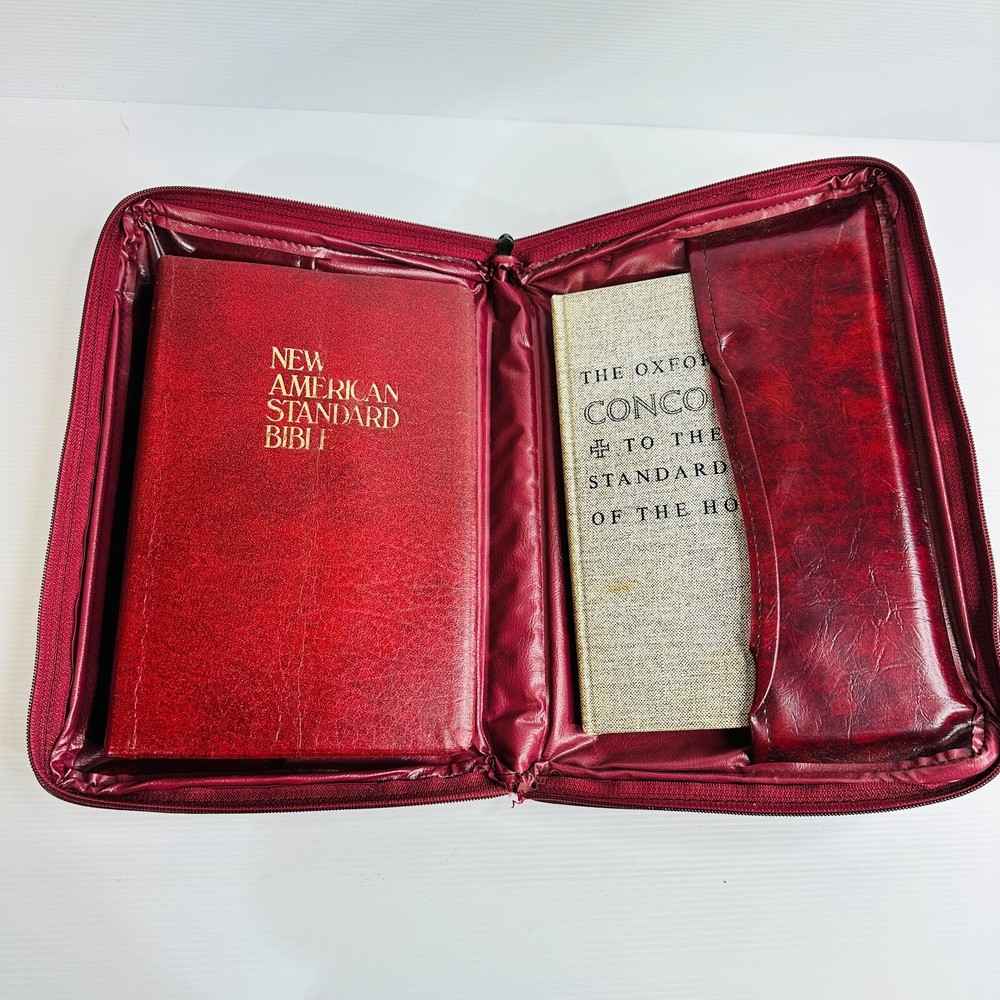 NEW
AMERICAN
STANDARD
BIBLE
THE OXFOR
CONCO
TO THE
STANDARD
OF THE HO